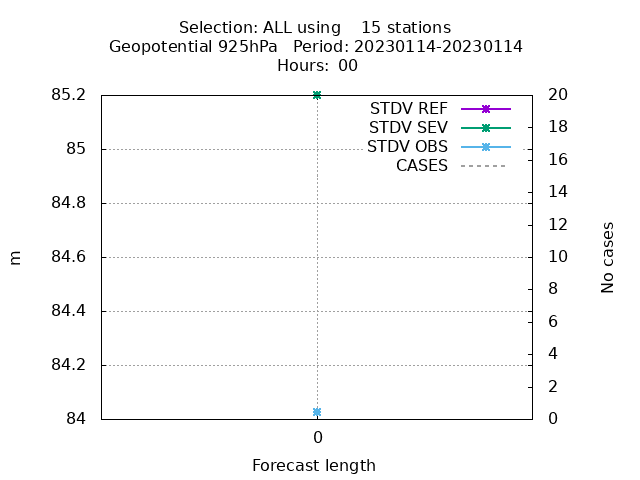 Selection: ALL using    15 stations
Geopotential 925hPa   Period: 20230114-20230114
Hours: 00
85.2
85
84.8
84.6
84.4
84.2
84
m
STDV REF
STDV SEV
STDV OBS
CASES
20
18
16
14
12
10
8
6
4
2
0
No cases
0
Forecast length